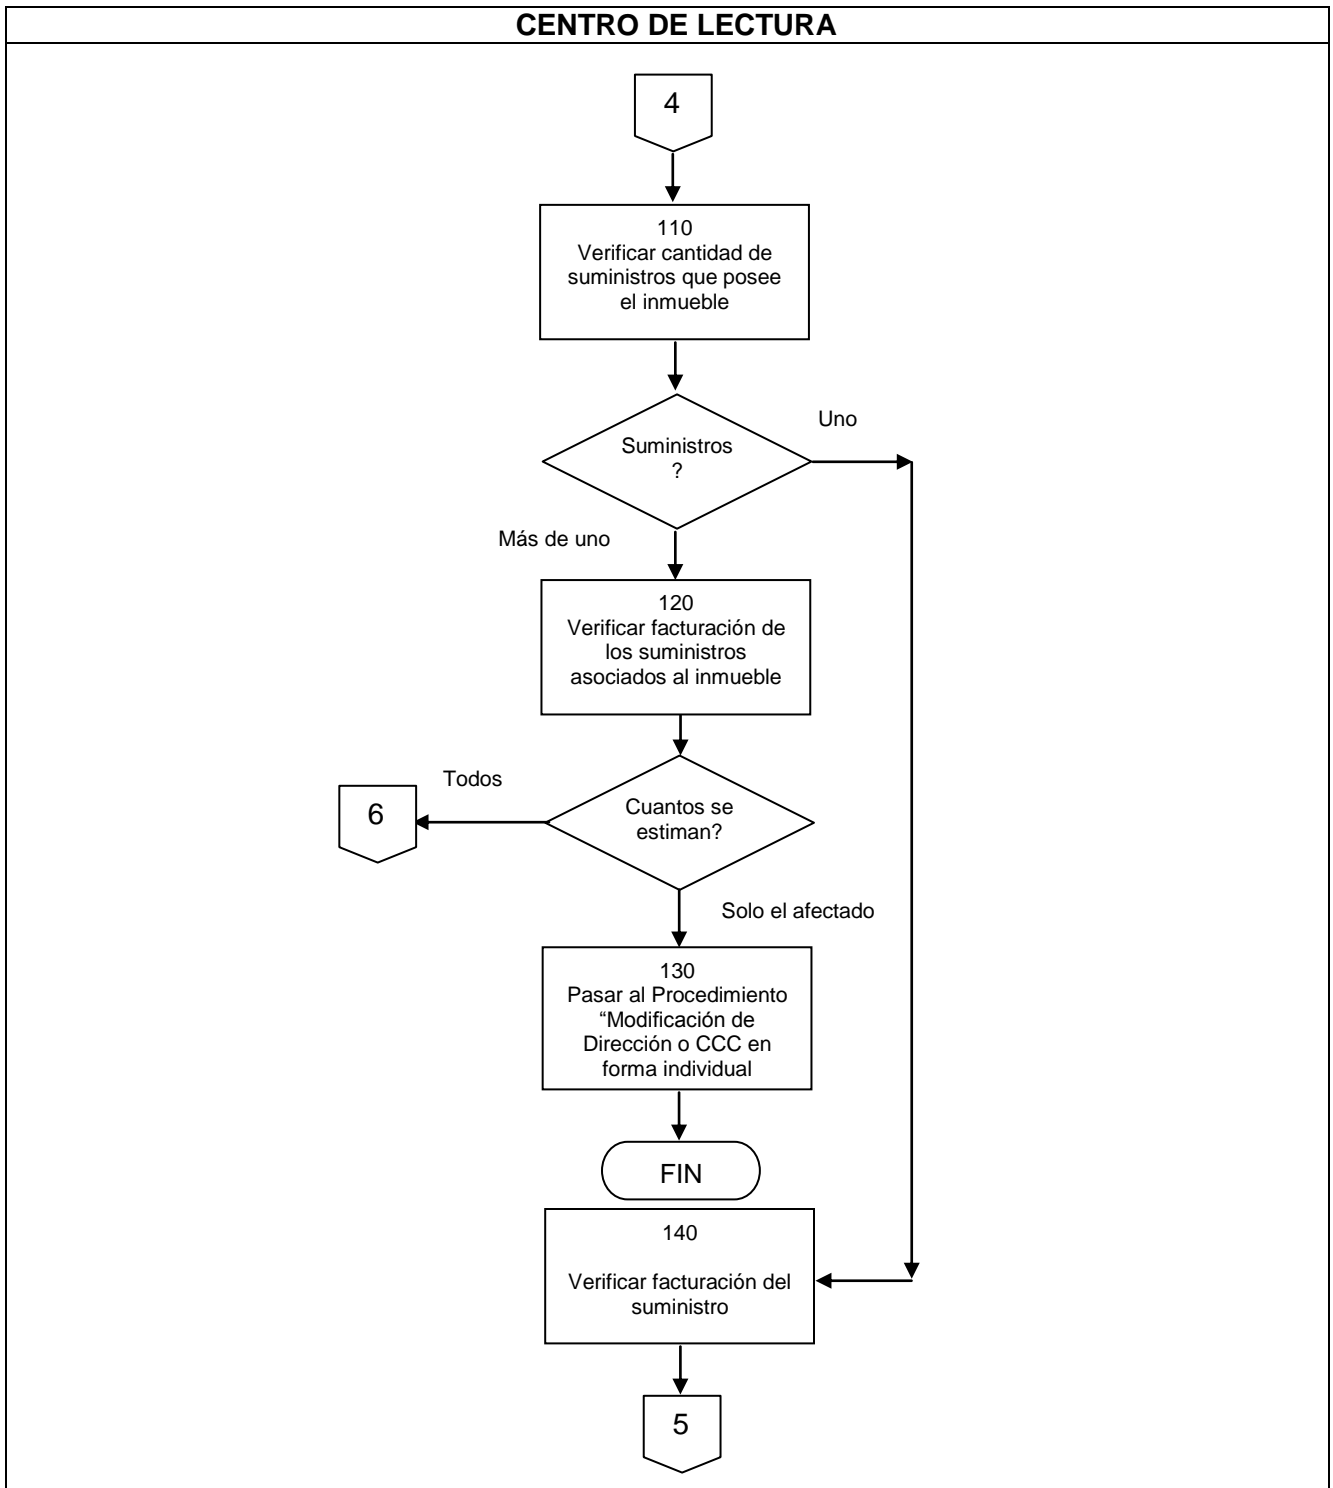 CENTRO DE LECTURA
4
110
Verificar cantidad de
suministros que posee
el inmueble
Suministros
?
Uno
Más de uno
120
Verificar facturación de
los suministros
asociados al inmueble
Todos
6
Cuantos se
estiman?
Solo el afectado
130
Pasar al Procedimiento
“Modificación de
Dirección o CCC en
forma individual
FIN
140
Verificar facturación del
suministro
5